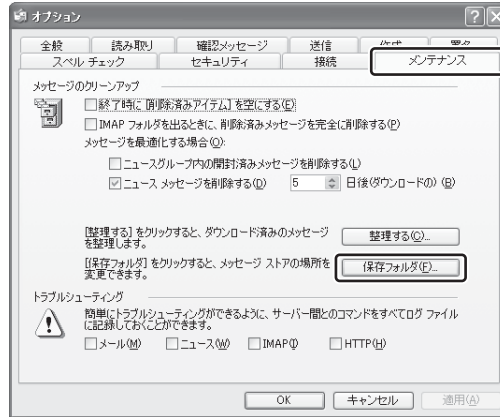 オプション
全般 読み取り 確認メッセージ 送信 作成 署名
スペル チェック セキュリティ 接続 メンテナンス
メッセージのクリーンアップ
終了時に [削除済みアイテム] を空にする(E)
IMAP フォルダを出るときに、削除済みメッセージを完全に削除する(P)
メッセージを最適化する場合(O):
ニュースグループ内の開封済みメッセージを削除する(L)
ニュース メッセージを削除する(D) 5 日後(ダウンロードの) (B)
[整理する] をクリックすると、ダウンロード済みのメッセージ
を整理します。
整理する(C)...
[保存フォルダ] をクリックすると、メッセージ ストアの場所を
変更できます。
保存フォルダ(F)...
トラブルシューティング
簡単にトラブルシューティングができるように、サーバー間とのコマンドをすべてログ ファイル
に記録しておくことができます。
メール(M) ニュース(W) IMAP(I) HTTP(H)
OK キャンセル 適用(A)